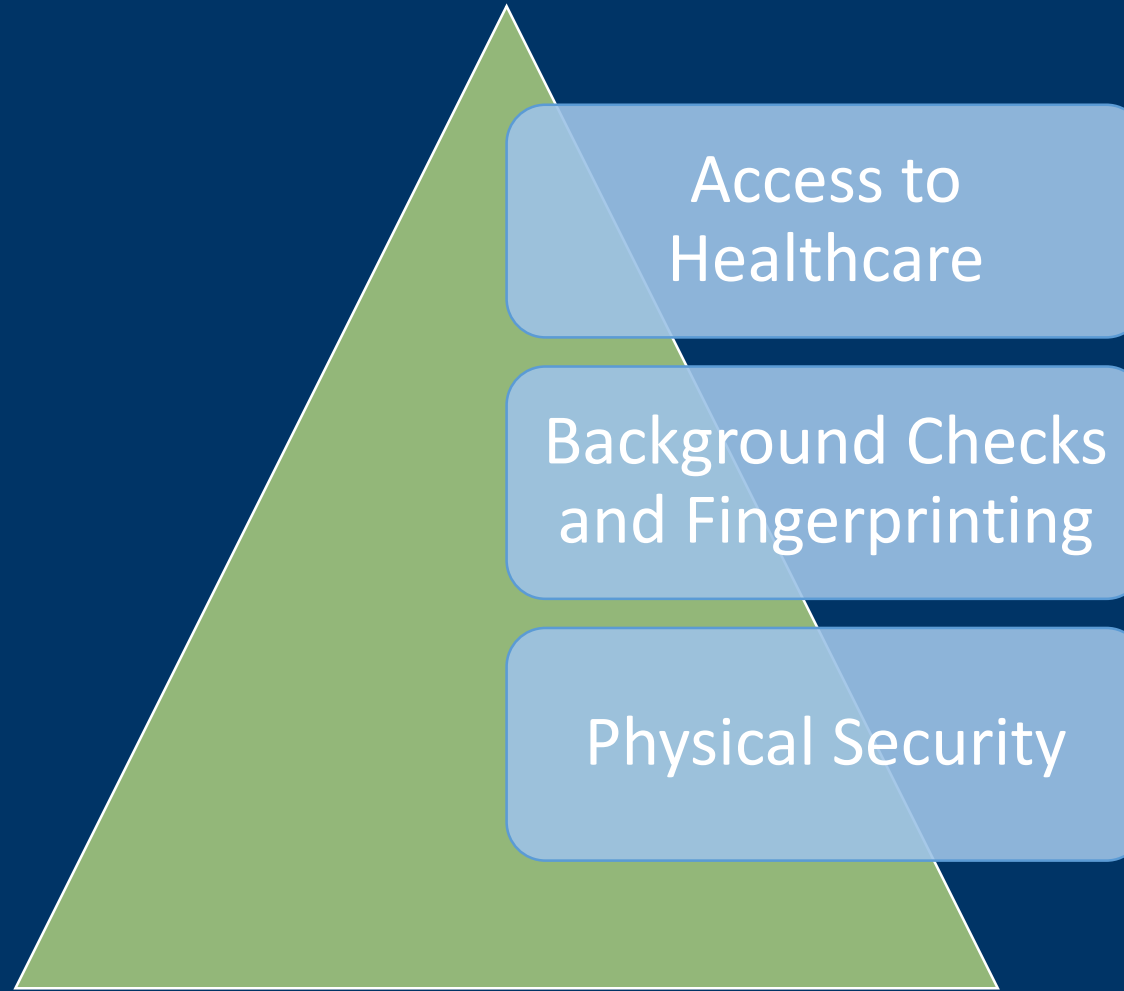 Access to
Healthcare
Background Checks
and Fingerprinting
Physical Security